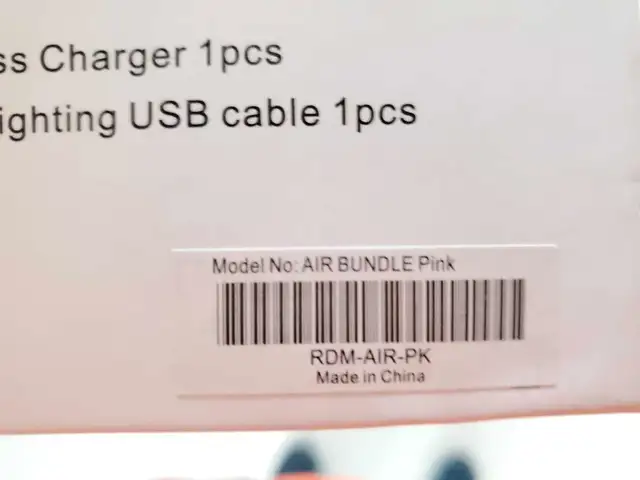 ss Charger 1pcs
ighting USB cable 1pcs
Model No: AIR BUNDLE Pink
RDM-AIR-PK
Made in China